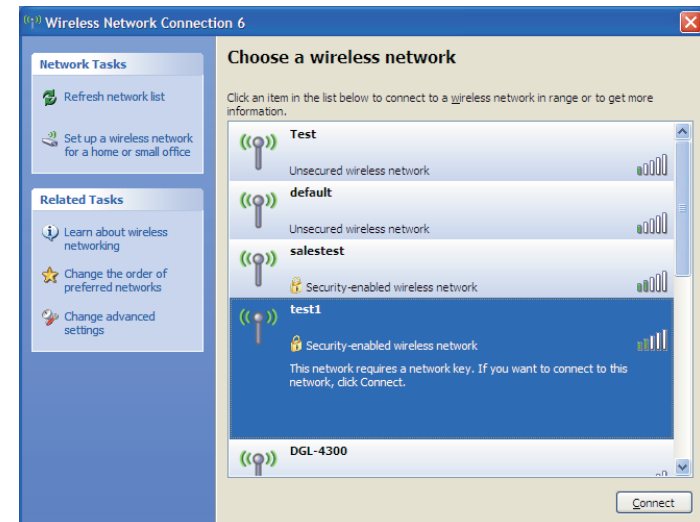 Wireless Network Connection 6
Network Tasks
Refresh network list
Set up a wireless network
for a home or small office
Related Tasks
Learn about wireless
networking
Change the order of
preferred networks
Change advanced
settings
Choose a wireless network
Click an item in the list below to connect to a wireless network in range or to get more
information.
Test
Unsecured wireless network
default
Unsecured wireless network
salestest
Security-enabled wireless network
test1
Security-enabled wireless network
This network requires a network key. If you want to connect to this
network, click Connect.
DGL-4300
Connect